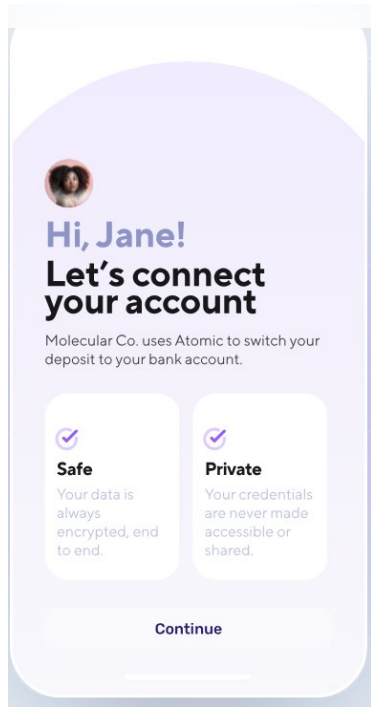 Hi, Jane!
Let’s connect
your account
Molecular Co. uses Atomic to switch your
deposit to your bank account.
Safe
Your data is
always
encrypted, end
to end.
Private
Your credentials
are never made
accessible or
shared.
Continue